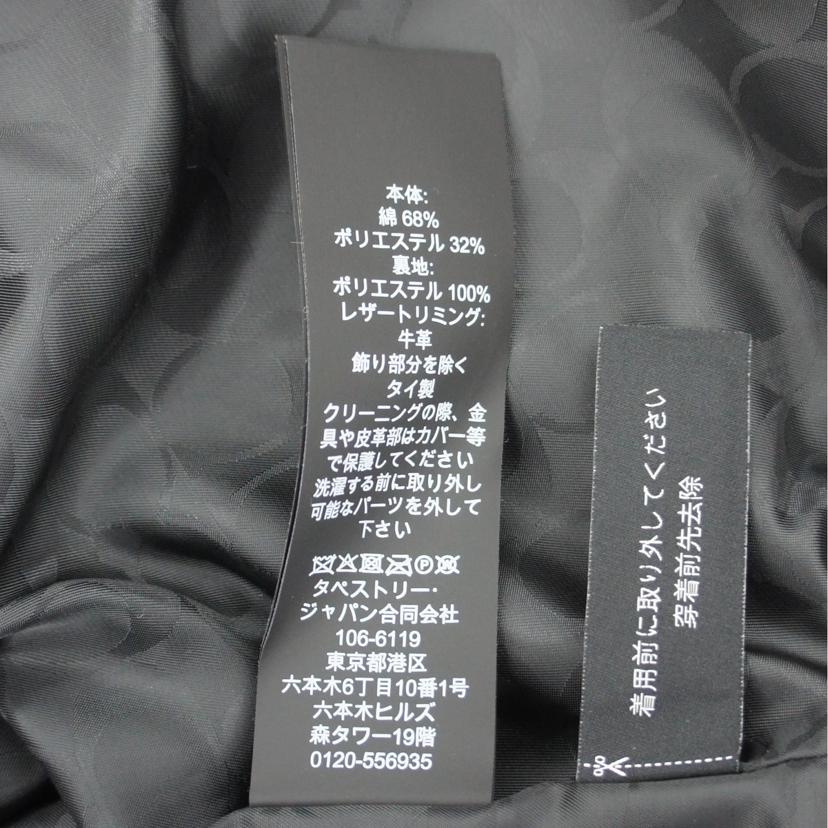 本体:
綿 68%
ポリエステル 32%
裏地:
ポリエステル 100%
レザートリミング:
牛革
飾り部分を除く
タイ製
クリーニングの際、金
具や皮革部はカバー等
で保護してください
洗濯する前に取り外し
可能なパーツを外して
下さい
タペストリー・
ジャパン合同会社
106-6119
東京都港区
六本木6丁目10番1号
六本木ヒルズ
森タワー19階
0120-556935
着用前に取り外してください
穿着前先去除